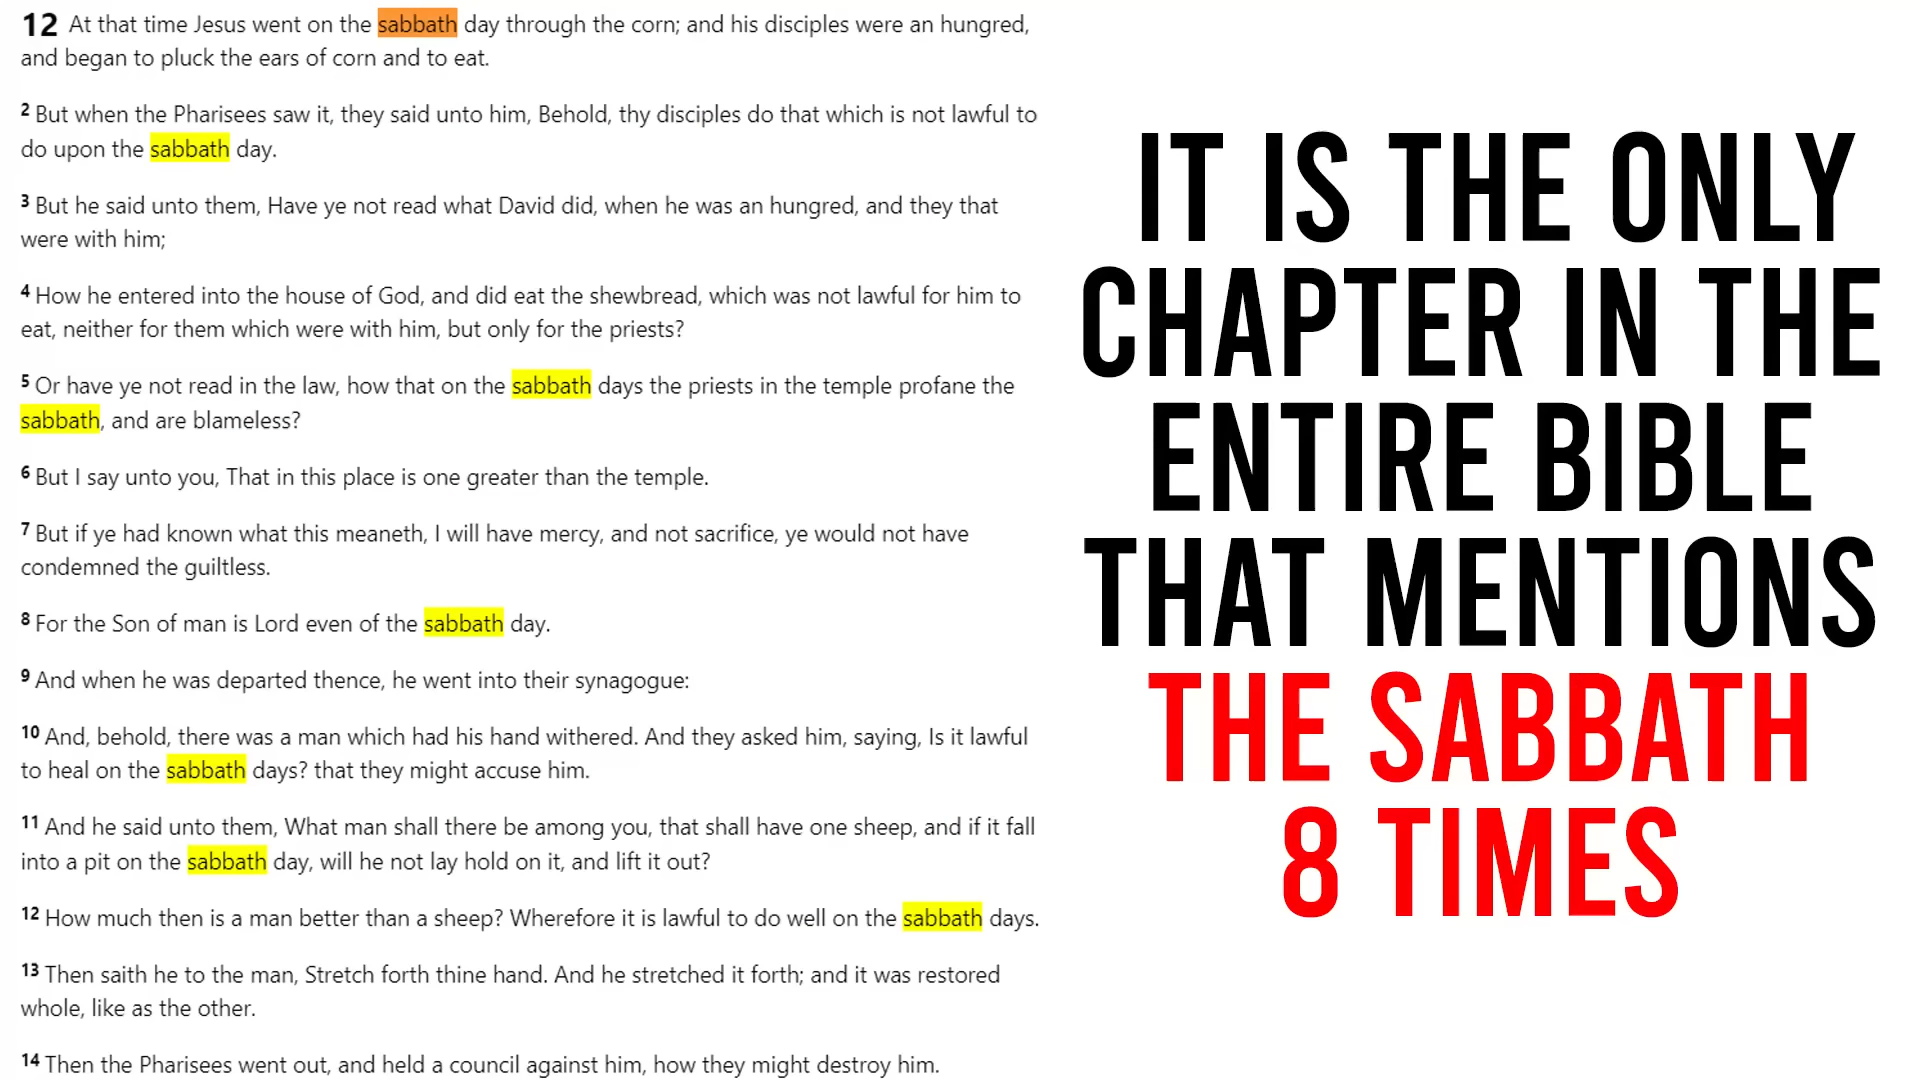 12 At that time Jesus went on the sabbath day through the corn; and his disciples were an hungred,
and began to pluck the ears of corn and to eat.
2 But when the Pharisees saw it, they said unto him, Behold, thy disciples do that which is not lawful to
do upon the sabbath day.
3 But he said unto them, Have ye not read what David did, when he was an hungred, and they that
were with him;
4 How he entered into the house of God, and did eat the shewbread, which was not lawful for him to
eat, neither for them which were with him, but only for the priests?
5 Or have ye not read in the law, how that on the sabbath days the priests in the temple profane the
sabbath, and are blameless?
6 But I say unto you, That in this place is one greater than the temple.
7 But if ye had known what this meaneth, I will have mercy, and not sacrifice, ye would not have
condemned the guiltless.
8 For the Son of man is Lord even of the sabbath day.
9 And when he was departed thence, he went into their synagogue:
10 And, behold, there was a man which had his hand withered. And they asked him, saying, Is it lawful
to heal on the sabbath days? that they might accuse him.
11 And he said unto them, What man shall there be among you, that shall have one sheep, and if it fall
into a pit on the sabbath day, will he not lay hold on it, and lift it out?
12 How much then is a man better than a sheep? Wherefore it is lawful to do well on the sabbath days.
13 Then saith he to the man, Stretch forth thine hand. And he stretched it forth; and it was restored
whole, like as the other.
14 Then the Pharisees went out, and held a council against him, how they might destroy him.
IT IS THE ONLY
CHAPTER IN THE
ENTIRE BIBLE
THAT MENTIONS
THE SABBATH
8 TIMES